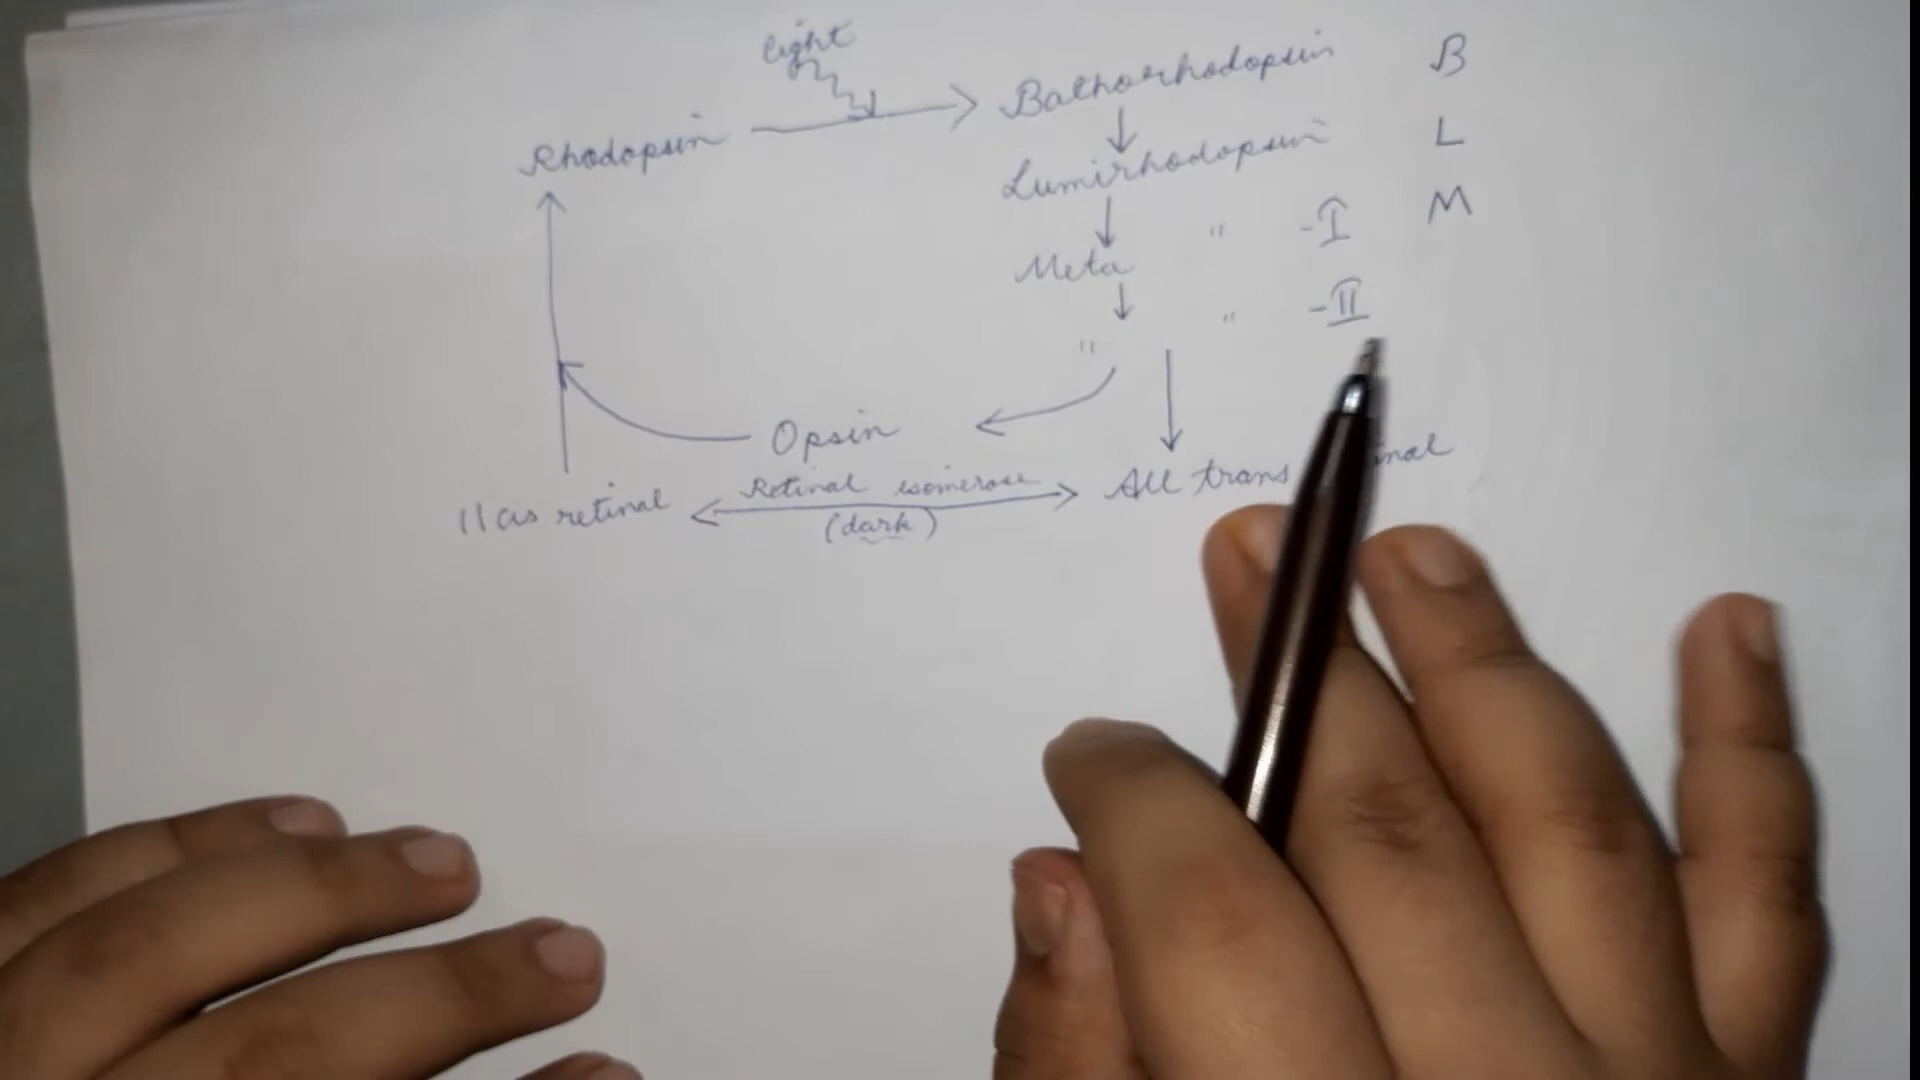 light
Rhodopsin Bathorhodopsin B
Lumirhodopsin L
Meta " -I M
" " -II
Opsin
11 cis retinal Retinal isomerase All trans
(dark)